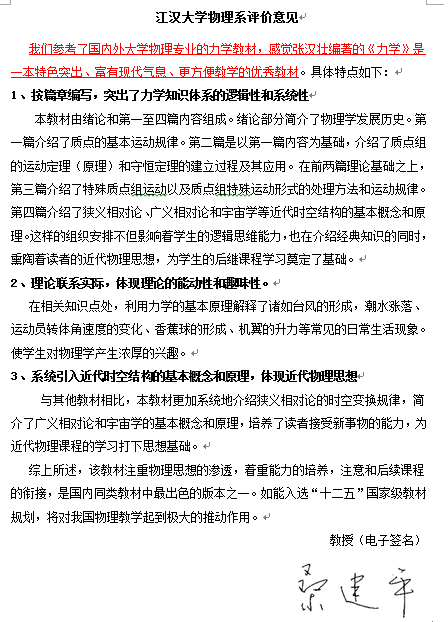 江汉大学物理系评价意见
我们参考了国内外大学物理专业的力学教材，感觉张汉壮编著的《力学》是
一本特色突出、富有现代气息、更方便教学的优秀教材。具体特点如下：
1、按篇章编写，突出了力学知识体系的逻辑性和系统性
本教材由绪论和第一至四篇内容组成。绪论部分简介了物理学发展历史。第
一篇介绍了质点的基本运动规律。第二篇是以第一篇内容为基础，介绍了质点组
的运动定理（原理）和守恒定理的建立过程及其应用。在前两篇理论基础之上，
第三篇介绍了特殊质点组运动以及质点组特殊运动形式的处理方法和运动规律。
第四篇介绍了狭义相对论、广义相对论和宇宙学等近代时空结构的基本概念和原
理。这样的组织安排不但影响着学生的逻辑思维能力，也在介绍经典知识的同时，
熏陶着读者的近代物理思想，为学生的后继课程学习奠定了基础。
2、理论联系实际，体现理论的能动性和趣味性。
在相关知识点处，利用力学的基本原理解释了诸如台风的形成，潮水涨落、
运动员转体角速度的变化、香蕉球的形成、机翼的升力等常见的日常生活现象。
使学生对物理学产生浓厚的兴趣。
3、系统引入近代时空结构的基本概念和原理，体现近代物理思想
与其他教材相比，本教材更加系统地介绍狭义相对论的时空变换规律，简
介了广义相对论和宇宙学的基本概念和原理，培养了读者接受新事物的能力，为
近代物理课程的学习打下思想基础。
综上所述，该教材注重物理思想的渗透，着重能力的培养，注意和后续课程
的衔接，是国内同类教材中最出色的版本之一。如能入选“十二五”国家级教材
规划，将对我国物理教学起到极大的推动作用。
教授（电子签名）